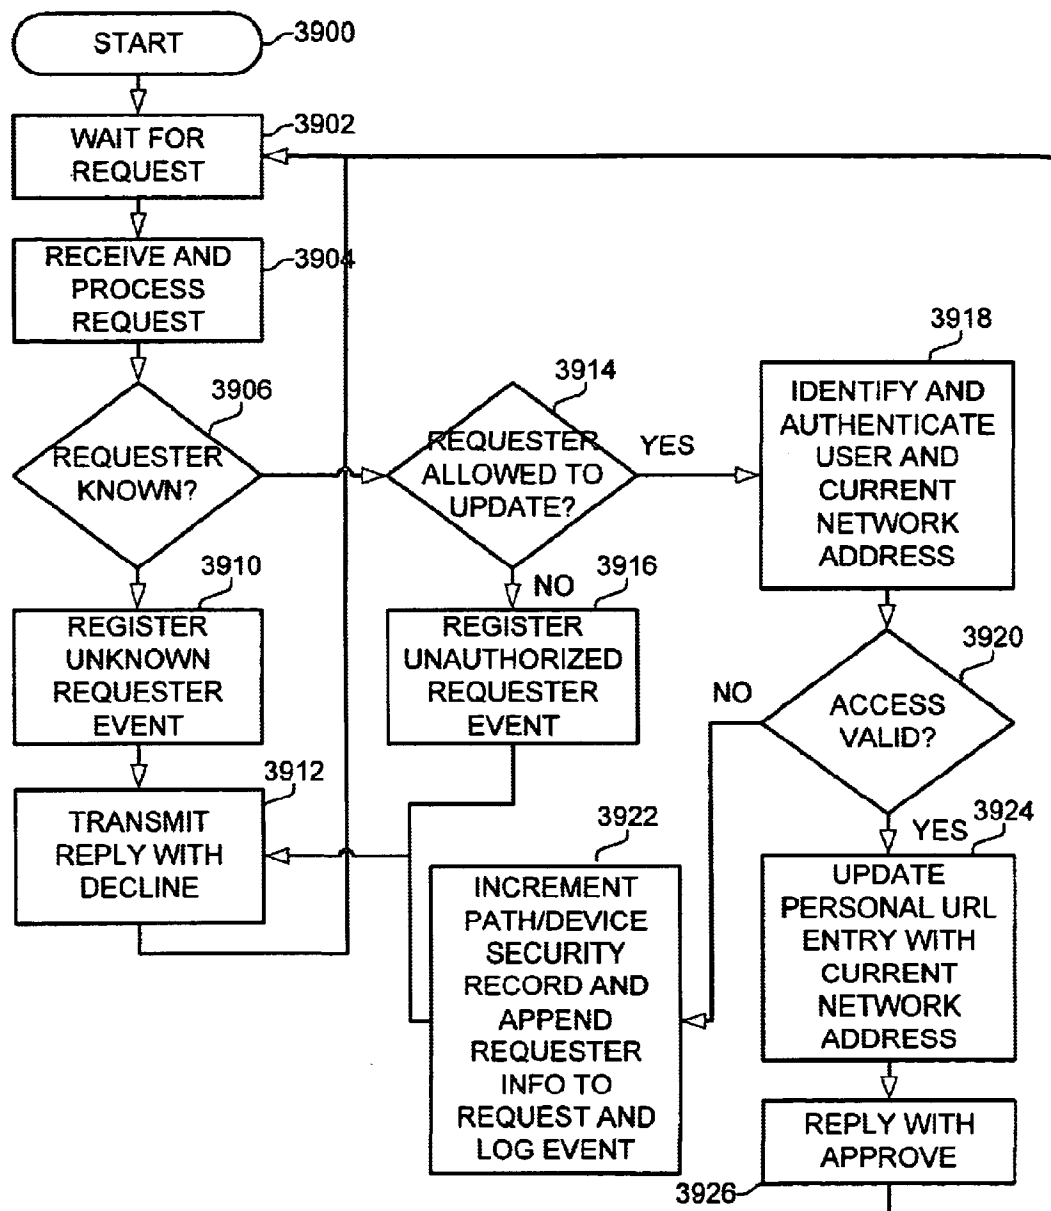 START
3900
WAIT FOR
REQUEST
3902
RECEIVE AND
PROCESS
REQUEST
3904
REQUESTER
KNOWN?
3906
REQUESTER
ALLOWED TO
UPDATE?
3914
YES
NO
IDENTIFY AND
AUTHENTICATE
USER AND
CURRENT
NETWORK
ADDRESS
3918
REGISTER
UNKNOWN
REQUESTER
EVENT
3910
REGISTER
UNAUTHORIZED
REQUESTER
EVENT
3916
ACCESS
VALID?
3920
NO
YES
TRANSMIT
REPLY WITH
DECLINE
3912
INCREMENT
PATH/DEVICE
SECURITY
RECORD AND
APPEND
REQUESTER
INFO TO
REQUEST AND
LOG EVENT
3922
UPDATE
PERSONAL URL
ENTRY WITH
CURRENT
NETWORK
ADDRESS
3924
REPLY WITH
APPROVE
3926